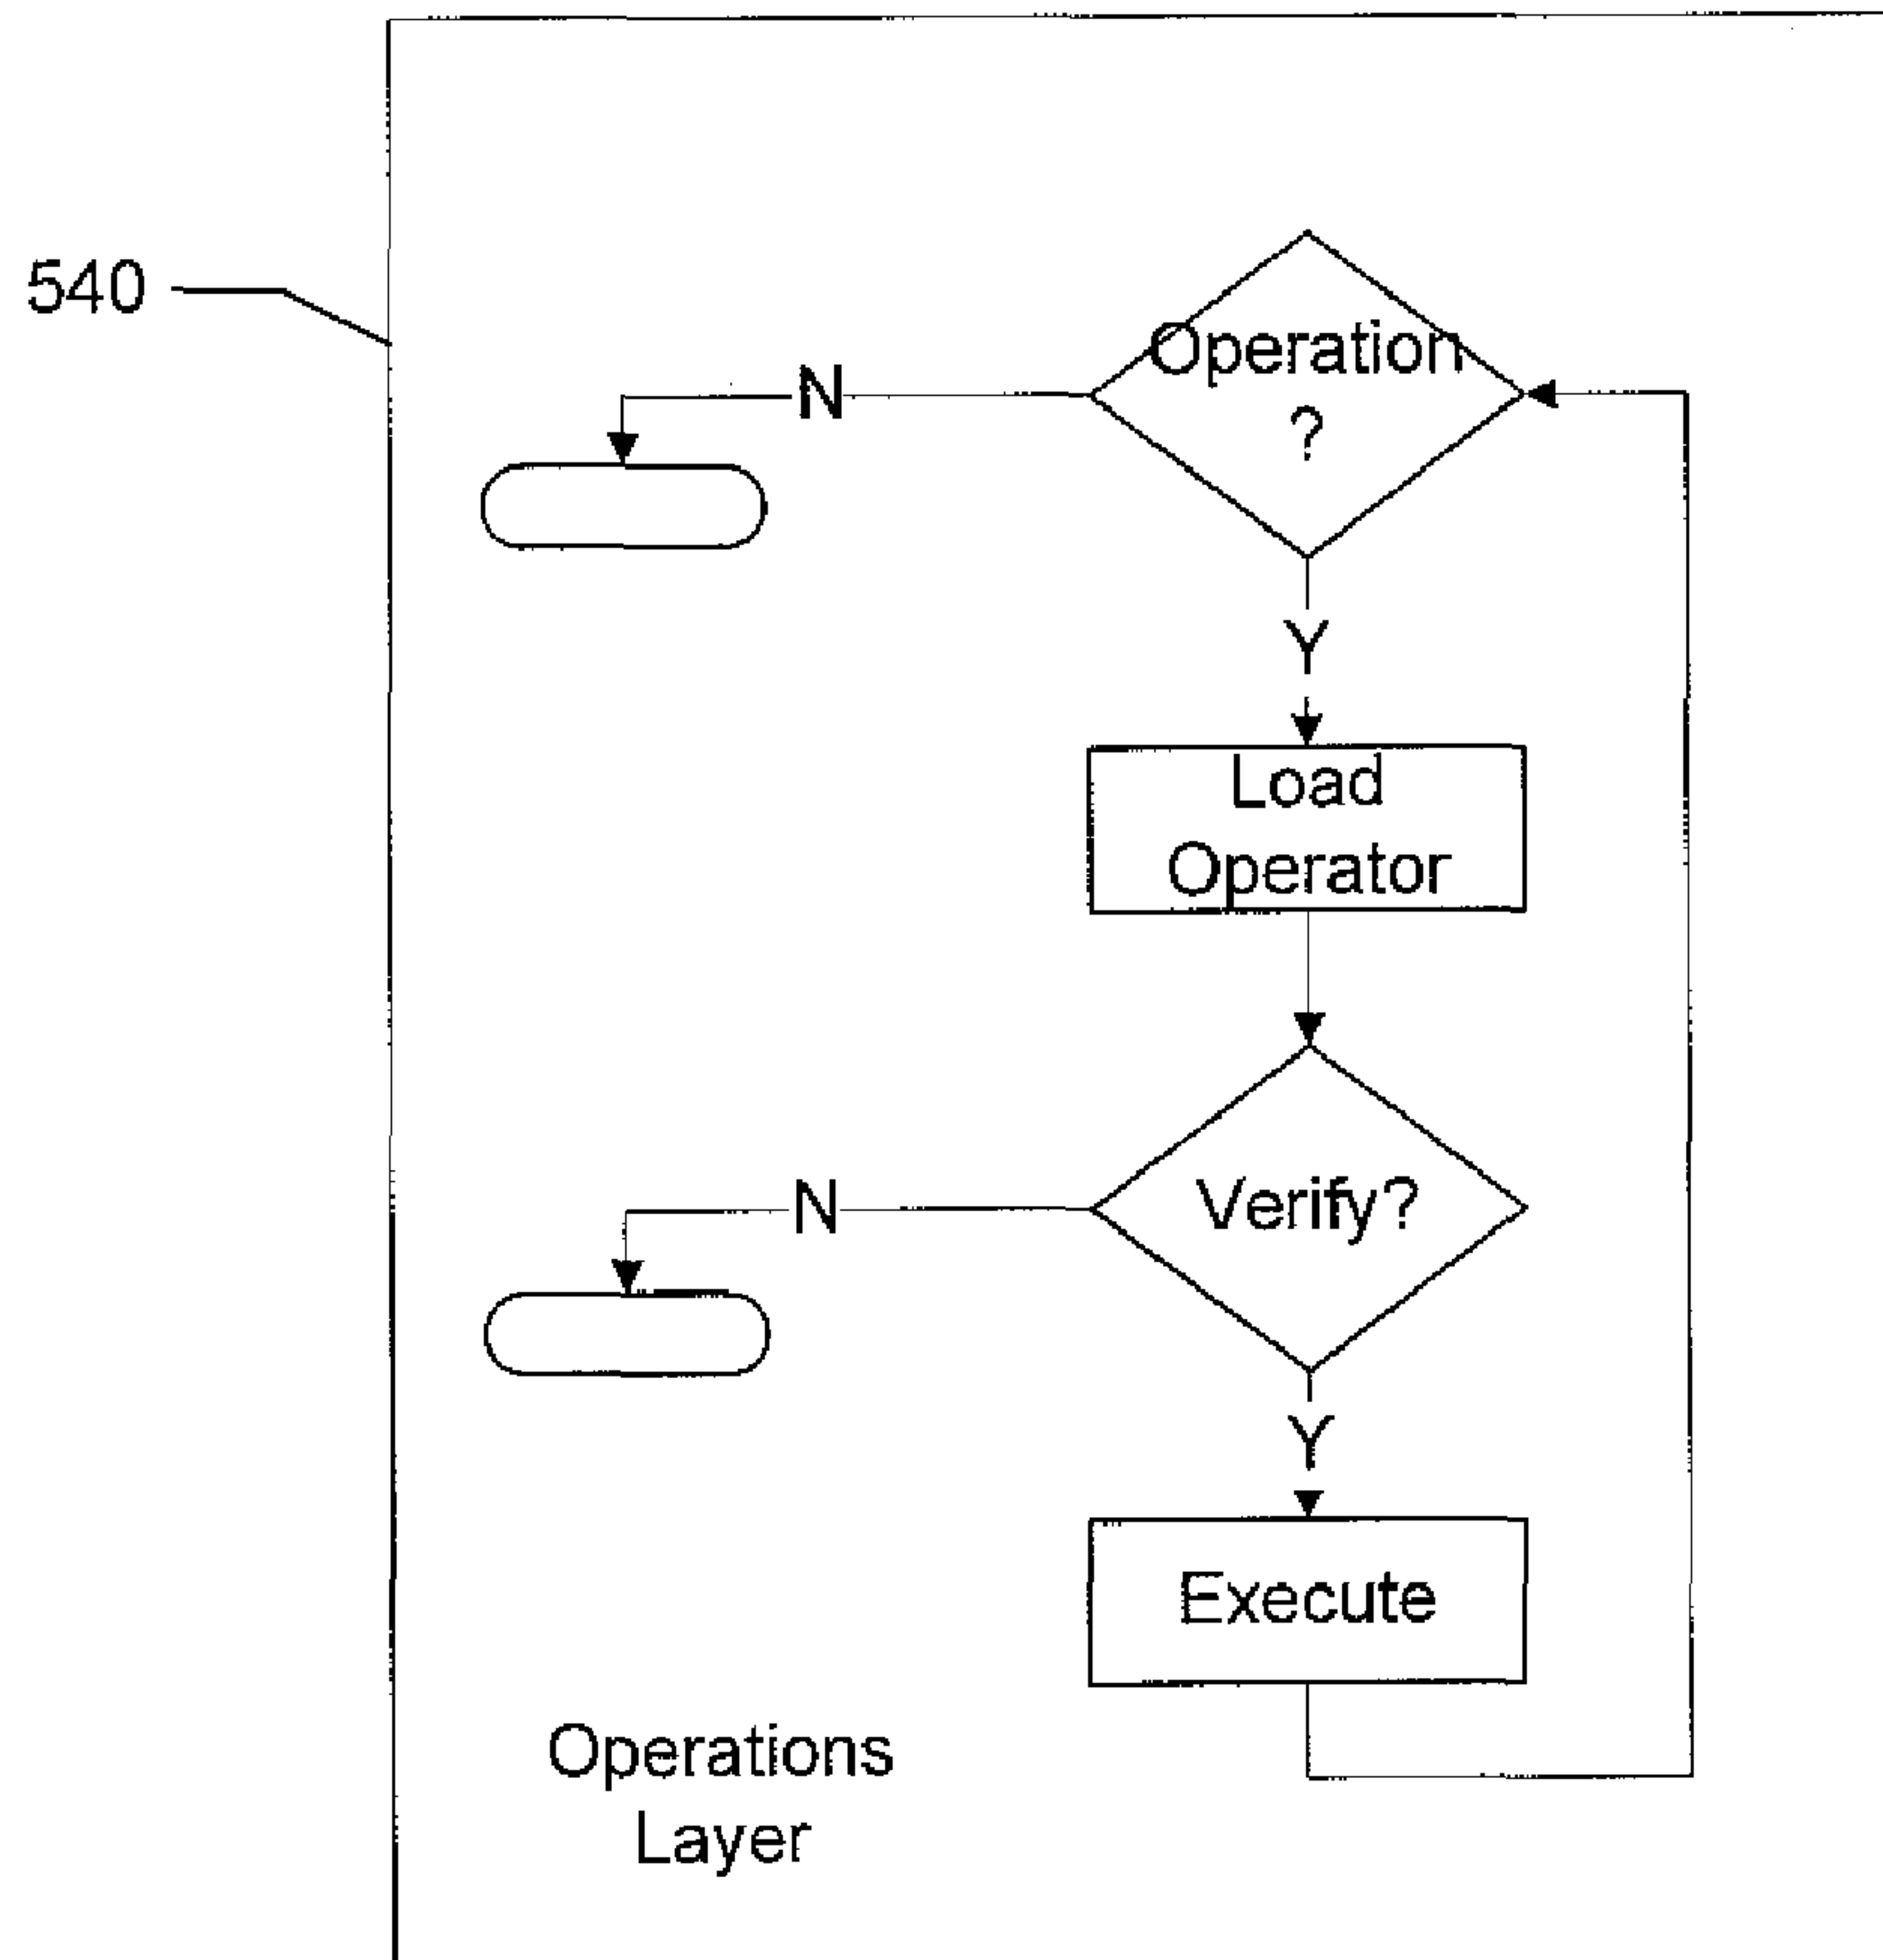 540
Operation
?
N
Y
Load
Operator
Verify?
N
Y
Execute
Operations
Layer